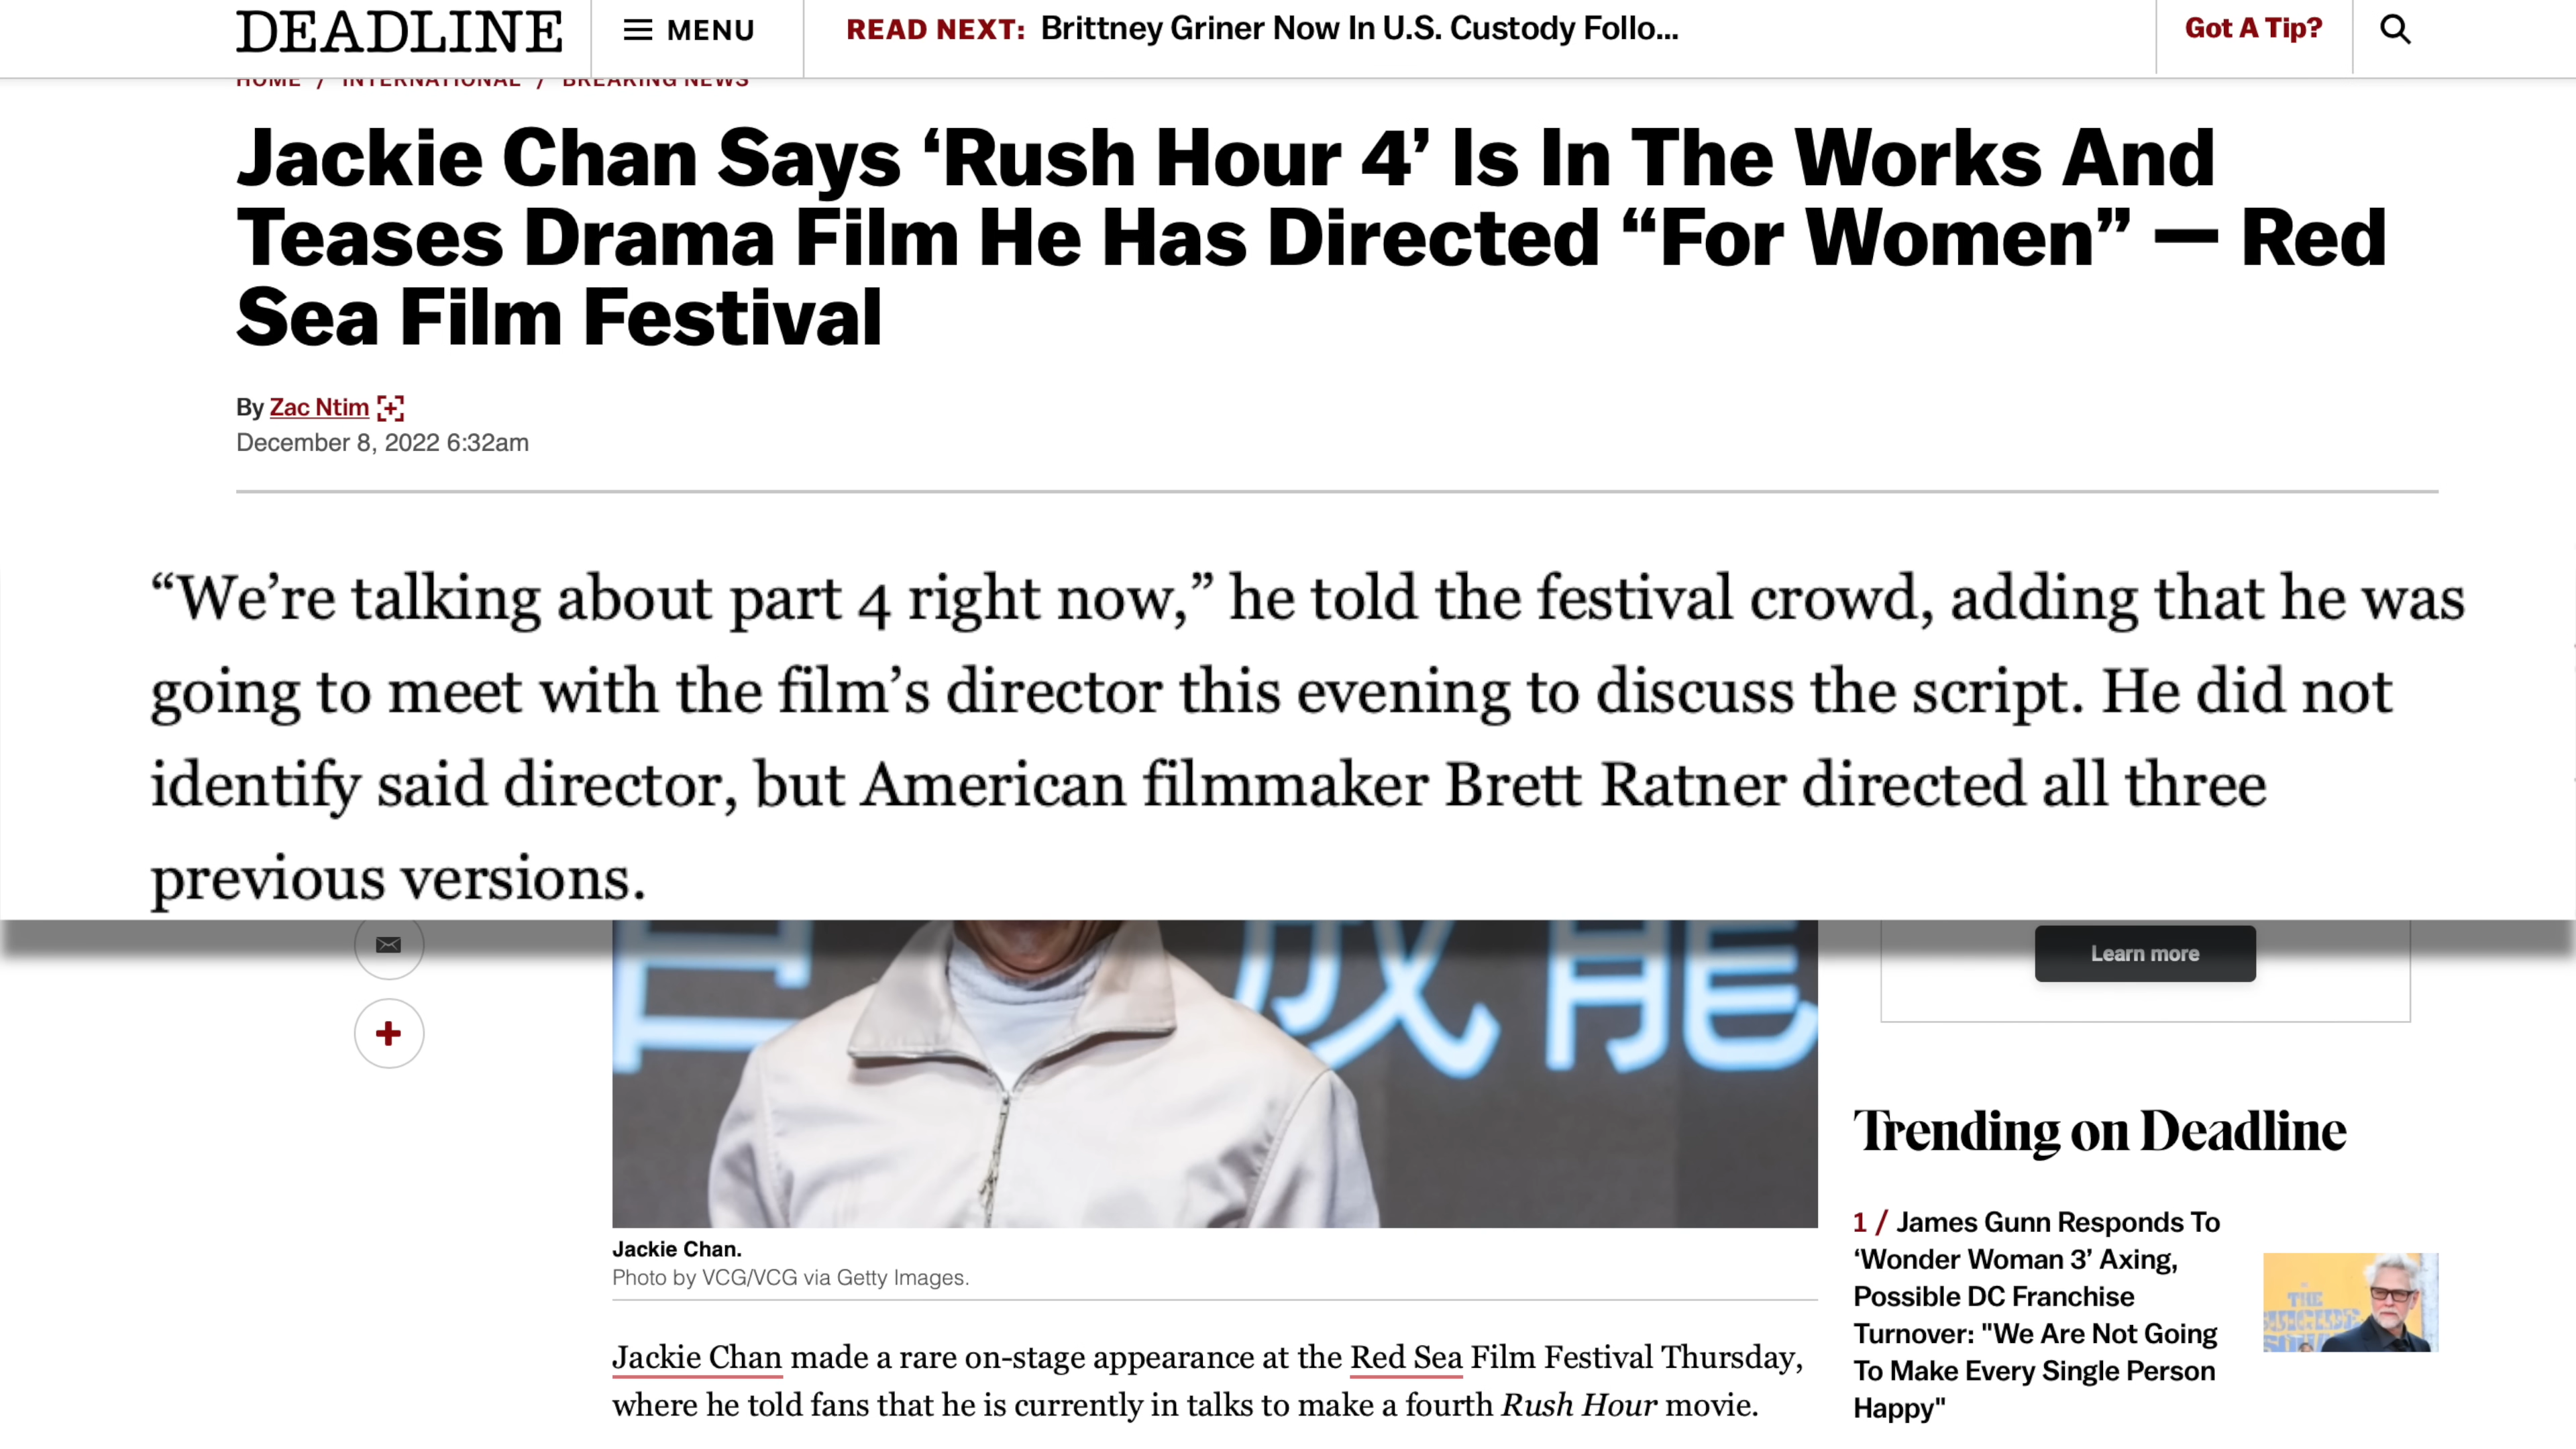 DEADLINE
MENU
READ NEXT: Brittney Griner Now In U.S. Custody Follo...
Got A Tip?
HOME / INTERNATIONAL / BREAKING NEWS
Jackie Chan Says ‘Rush Hour 4’ Is In The Works And
Teases Drama Film He Has Directed “For Women” — Red
Sea Film Festival
By Zac Ntim
December 8, 2022 6:32am
“We’re talking about part 4 right now,” he told the festival crowd, adding that he was
going to meet with the film’s director this evening to discuss the script. He did not
identify said director, but American filmmaker Brett Ratner directed all three
previous versions.
成龍
Learn more
Jackie Chan.
Photo by VCG/VCG via Getty Images.
Jackie Chan made a rare on-stage appearance at the Red Sea Film Festival Thursday,
where he told fans that he is currently in talks to make a fourth Rush Hour movie.
Trending on Deadline
1 / James Gunn Responds To
‘Wonder Woman 3’ Axing,
Possible DC Franchise
Turnover: "We Are Not Going
To Make Every Single Person
Happy"
THE